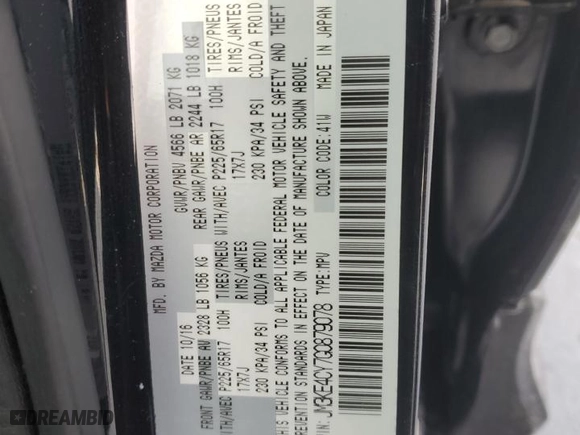 MFD. BY MAZDA MOTOR CORPORATION
DATE 10/16 GVWR/PNBV 4566 LB 2071 KG
FRONT GAWR/PNBE AV 2328 LB 1056 KG REAR GAWR/PNBE AR 2244 LB 1018 KG
WITH/AVEC P225/65R17 100H TIRES/PNEUS WITH/AVEC P225/65R17 100H TIRES/PNEUS
17X7J RIMS/JANTES 17X7J RIMS/JANTES
230 KPA/34 PSI COLD/A FROID 230 KPA/34 PSI COLD/A FROID
THIS VEHICLE CONFORMS TO ALL APPLICABLE FEDERAL MOTOR VEHICLE SAFETY AND THEFT
PREVENTION STANDARDS IN EFFECT ON THE DATE OF MANUFACTURE SHOWN ABOVE.
VIN: JM3KE4CY7G0879078 TYPE:MPV COLOR CODE:41W MADE IN JAPAN
DREAMBID